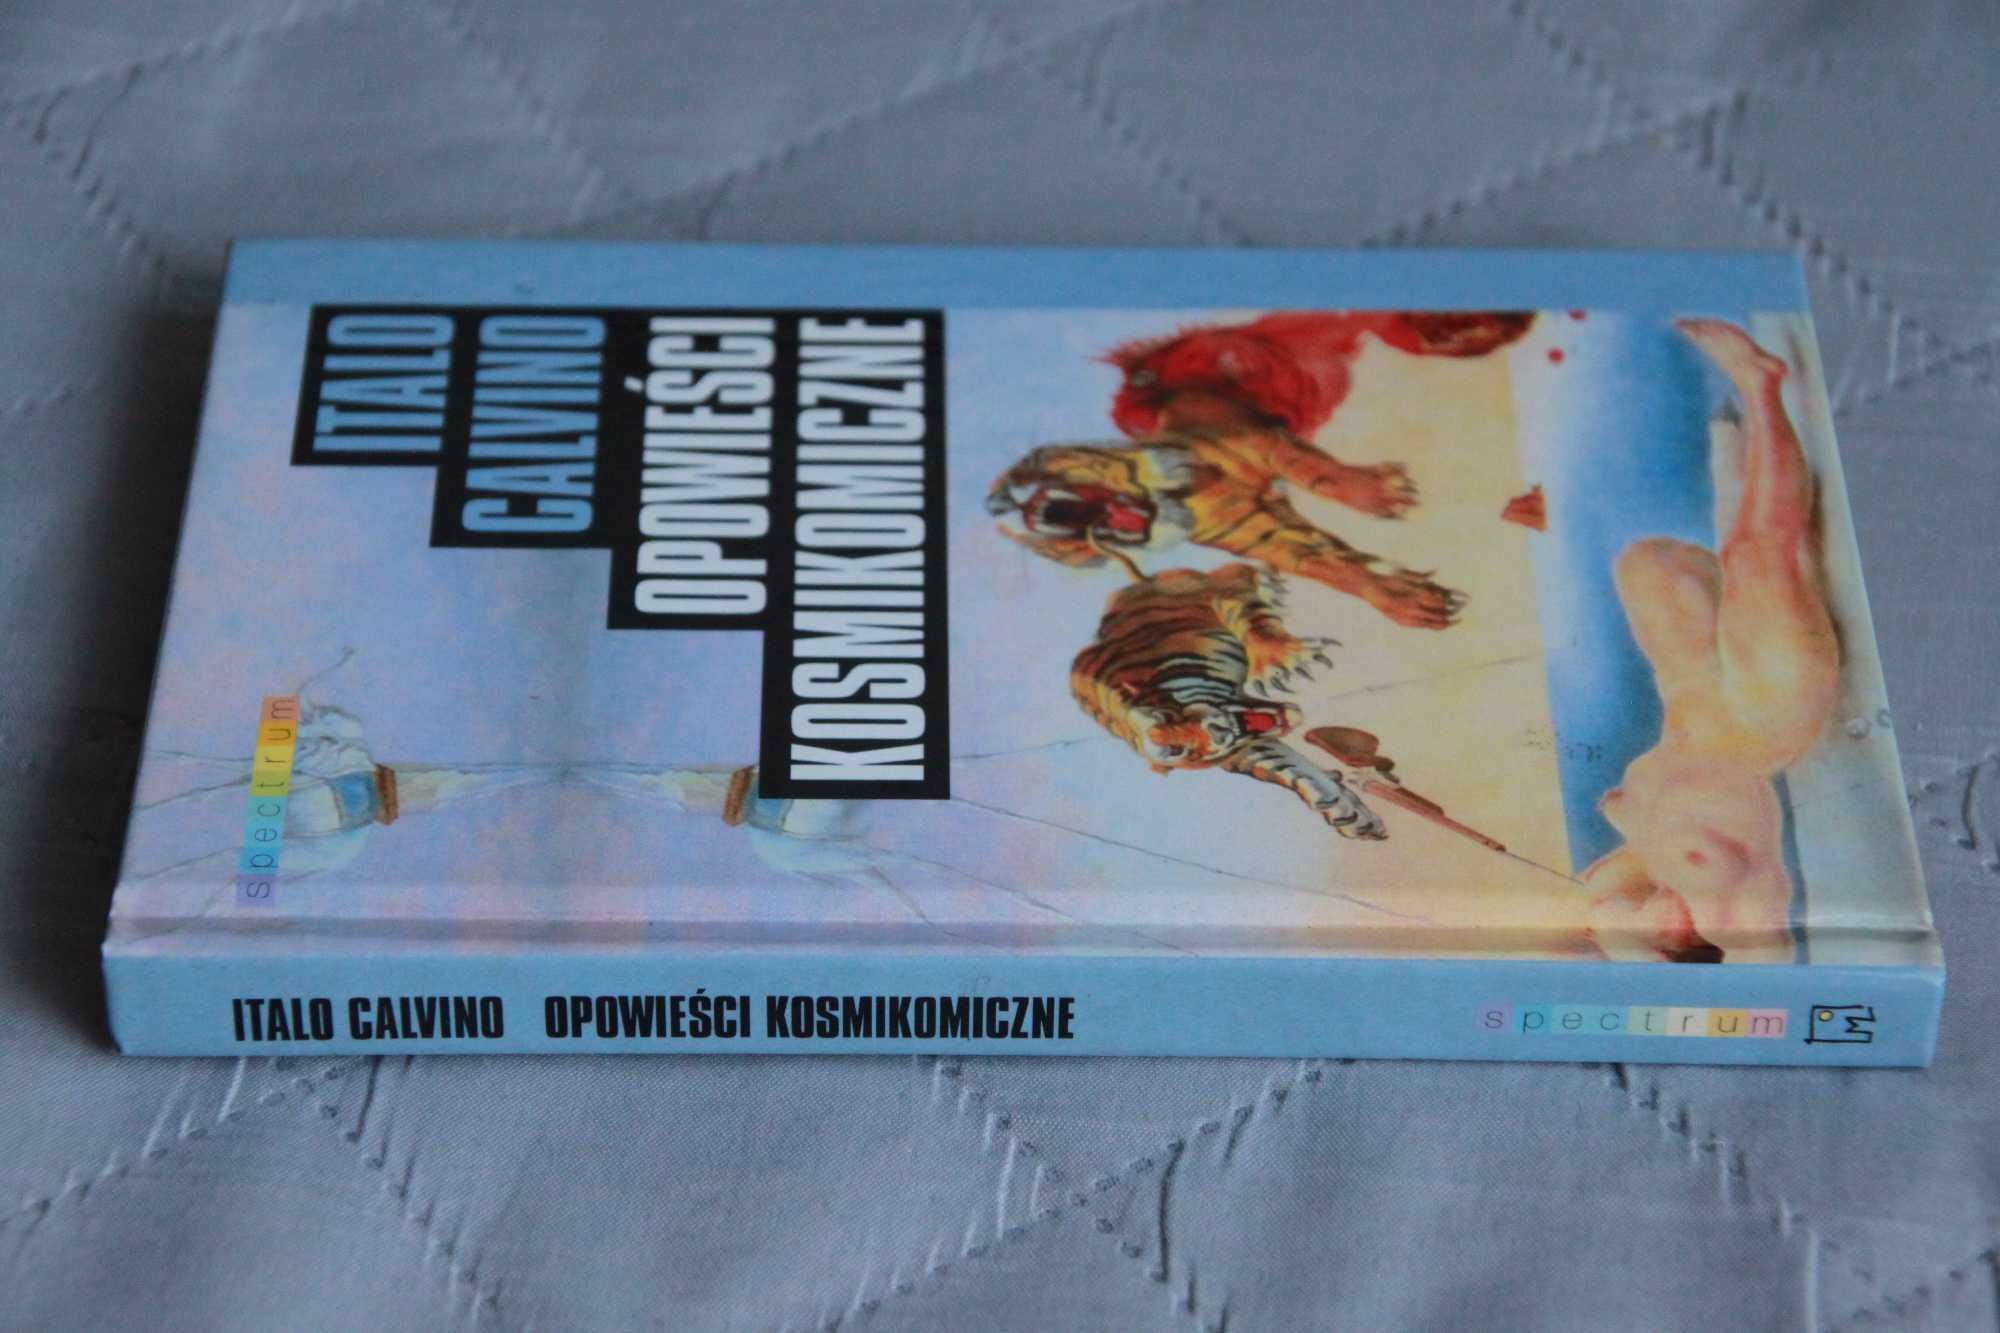 ITALO
CALVINO
OPOWIEŚCI
KOSMIKOMICZNE
spectrum
ITALO CALVINO OPOWIEŚCI KOSMIKOMICZNE spectrum